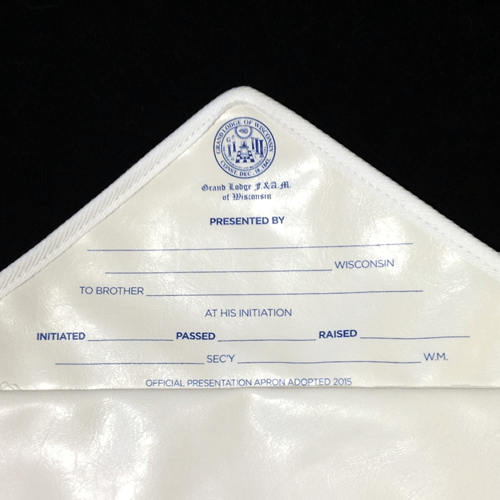 GRAND LODGE OF WISCONSIN
CONST. DEC. 18, 1843
Grand Lodge F. & A.M.
of Wisconsin
PRESENTED BY
WISCONSIN
TO BROTHER
AT HIS INITIATION
INITIATED PASSED RAISED
SEC'Y W.M.
OFFICIAL PRESENTATION APRON ADOPTED 2015